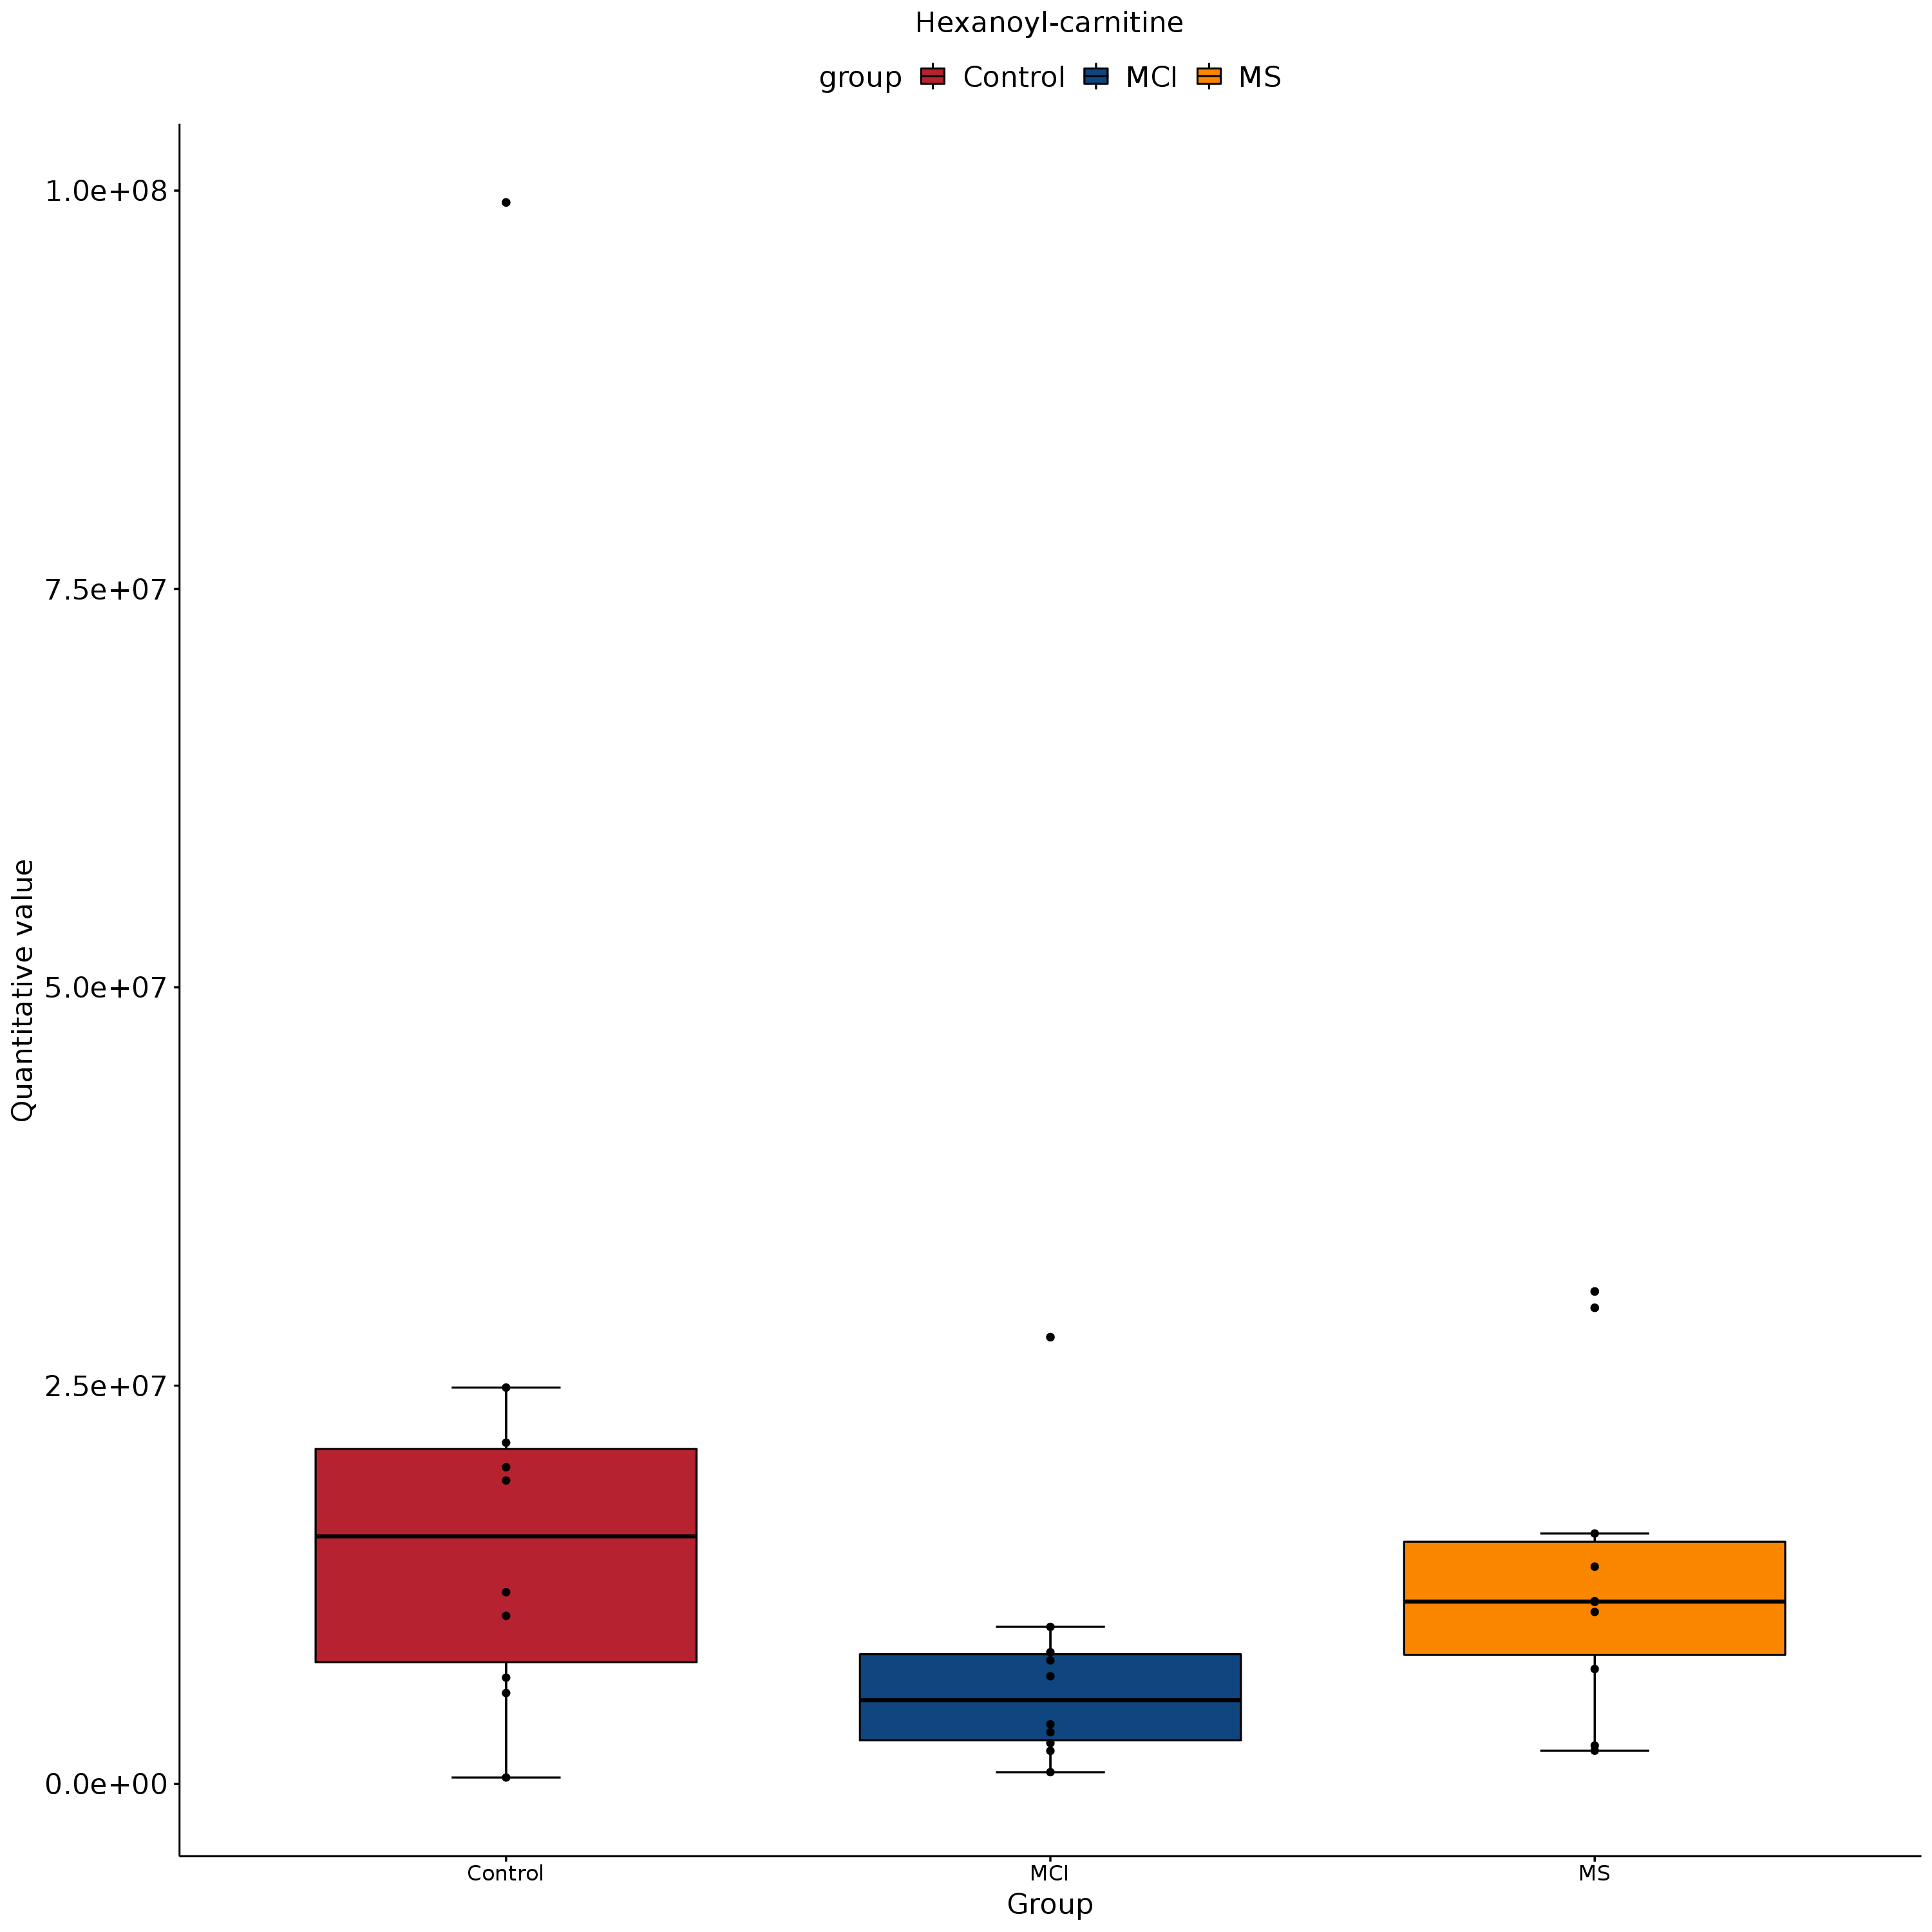 Hexanoyl-carnitine
group Control MCI MS
1.0e+08
7.5e+07
5.0e+07
2.5e+07
0.0e+00
Quantitative value
Control MCI MS
Group